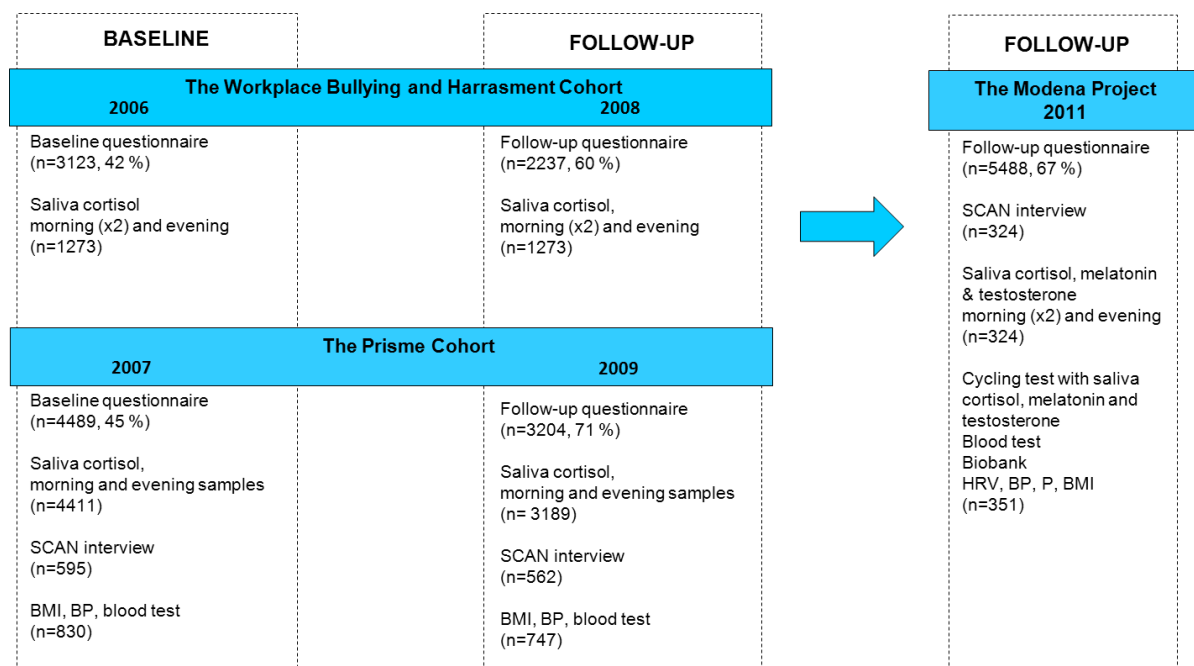 BASELINE
FOLLOW-UP
The Workplace Bullying and Harrasment Cohort
2006
2008
Baseline questionnaire
(n=3123, 42 %)
Saliva cortisol
morning (x2) and evening
(n=1273)
Follow-up questionnaire
(n=2237, 60 %)
Saliva cortisol,
morning (x2) and evening
(n=1273)
The Prisme Cohort
2007
2009
Baseline questionnaire
(n=4489, 45 %)
Saliva cortisol,
morning and evening samples
(n=4411)
SCAN interview
(n=595)
BMI, BP, blood test
(n=830)
Follow-up questionnaire
(n=3204, 71 %)
Saliva cortisol,
morning and evening samples
(n= 3189)
SCAN interview
(n=562)
BMI, BP, blood test
(n=747)
FOLLOW-UP
The Modena Project
2011
Follow-up questionnaire
(n=5488, 67 %)
SCAN interview
(n=324)
Saliva cortisol, melatonin
& testosterone
morning (x2) and evening
(n=324)
Cycling test with saliva
cortisol, melatonin and
testosterone
Blood test
Biobank
HRV, BP, P, BMI
(n=351)